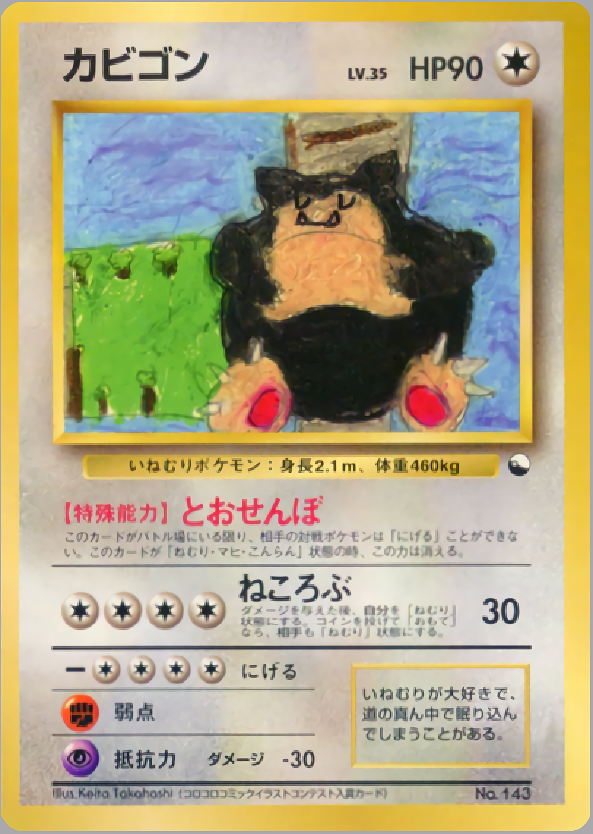 カビゴン LV.35 HP90
いねむりポケモン：身長2.1m、体重460kg
【特殊能力】とおせんぼ
このカードがバトル場にいる限り、相手の対戦ポケモンは「にげる」ことができな
い。このカードが「ねむり・マヒ・こんらん」状態の時、この力は消える。
ねころぶ
ダメージを与えた後、自分を「ねむり」
状態にする。コインを投げて「おもて」
なら、相手も「ねむり」状態にする。
30
にげる
弱点
抵抗力 ダメージ -30
いねむりが大好きで、
道の真ん中で眠り込ん
でしまうことがある。
Illus. Keita Takahashi（コロコロコミックイラストコンテスト入賞カード） No. 143